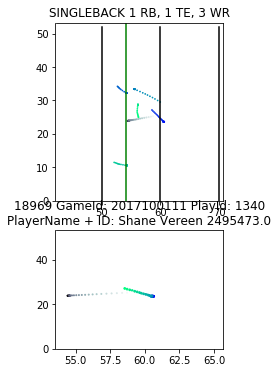 SINGLEBACK 1 RB, 1 TE, 3 WR
50
40
30
20
10
0
50 60 70
18969 GameId: 2017100111 PlayId: 1340
PlayerName + ID: Shane Vereen 2495473.0
40
20
0
55.0 57.5 60.0 62.5 65.0